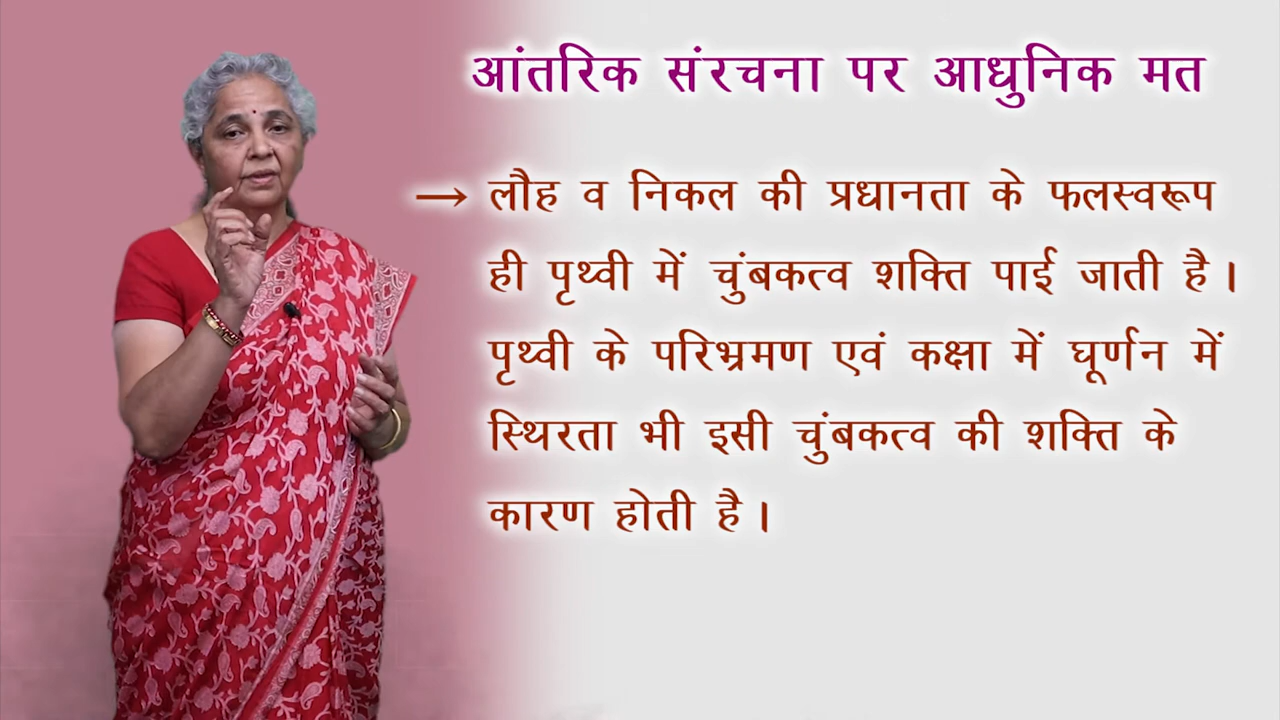 आंतरिक संरचना पर आधुनिक मत
→ लौह व निकल की प्रधानता के फलस्वरूप
ही पृथ्वी में चुंबकत्व शक्ति पाई जाती है।
पृथ्वी के परिभ्रमण एवं कक्षा में घूर्णन में
स्थिरता भी इसी चुंबकत्व की शक्ति के
कारण होती है।